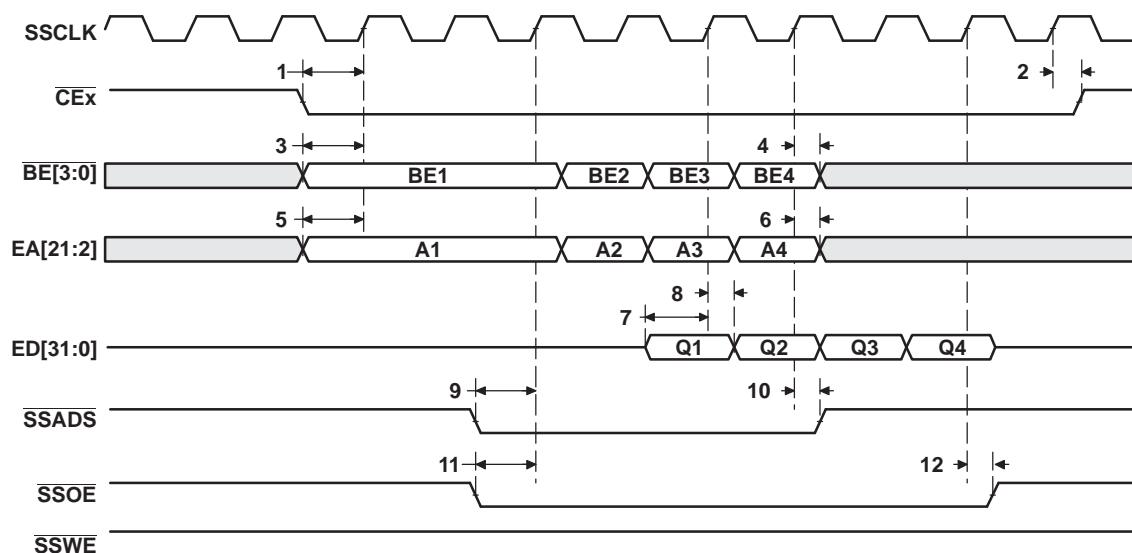 SSCLK
1
2
CEx
3
4
BE[3:0]
BE1
BE2
BE3
BE4
5
6
EA[21:2]
A1
A2
A3
A4
8
7
ED[31:0]
Q1
Q2
Q3
Q4
9
10
SSADS
11
12
SSOE
SSWE